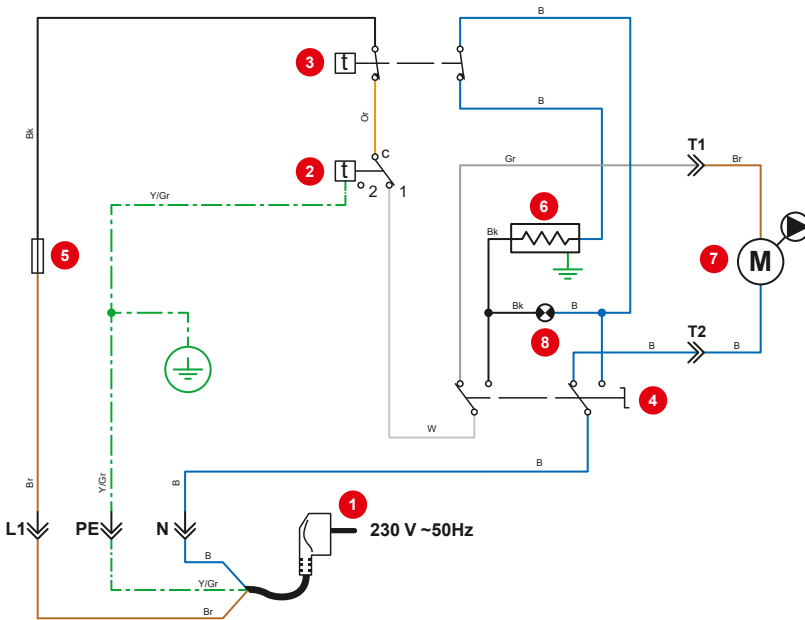 B
3
t
B
Bk
Or
T1
C
Gr
Br
2
t
2
1
Y/Gr
6
Bk
5
7
M
Bk
B
8
T2
B
B
4
W
B
Br
Y/Gr
B
1
L1
PE
N
230 V ~50Hz
B
Y/Gr
Br